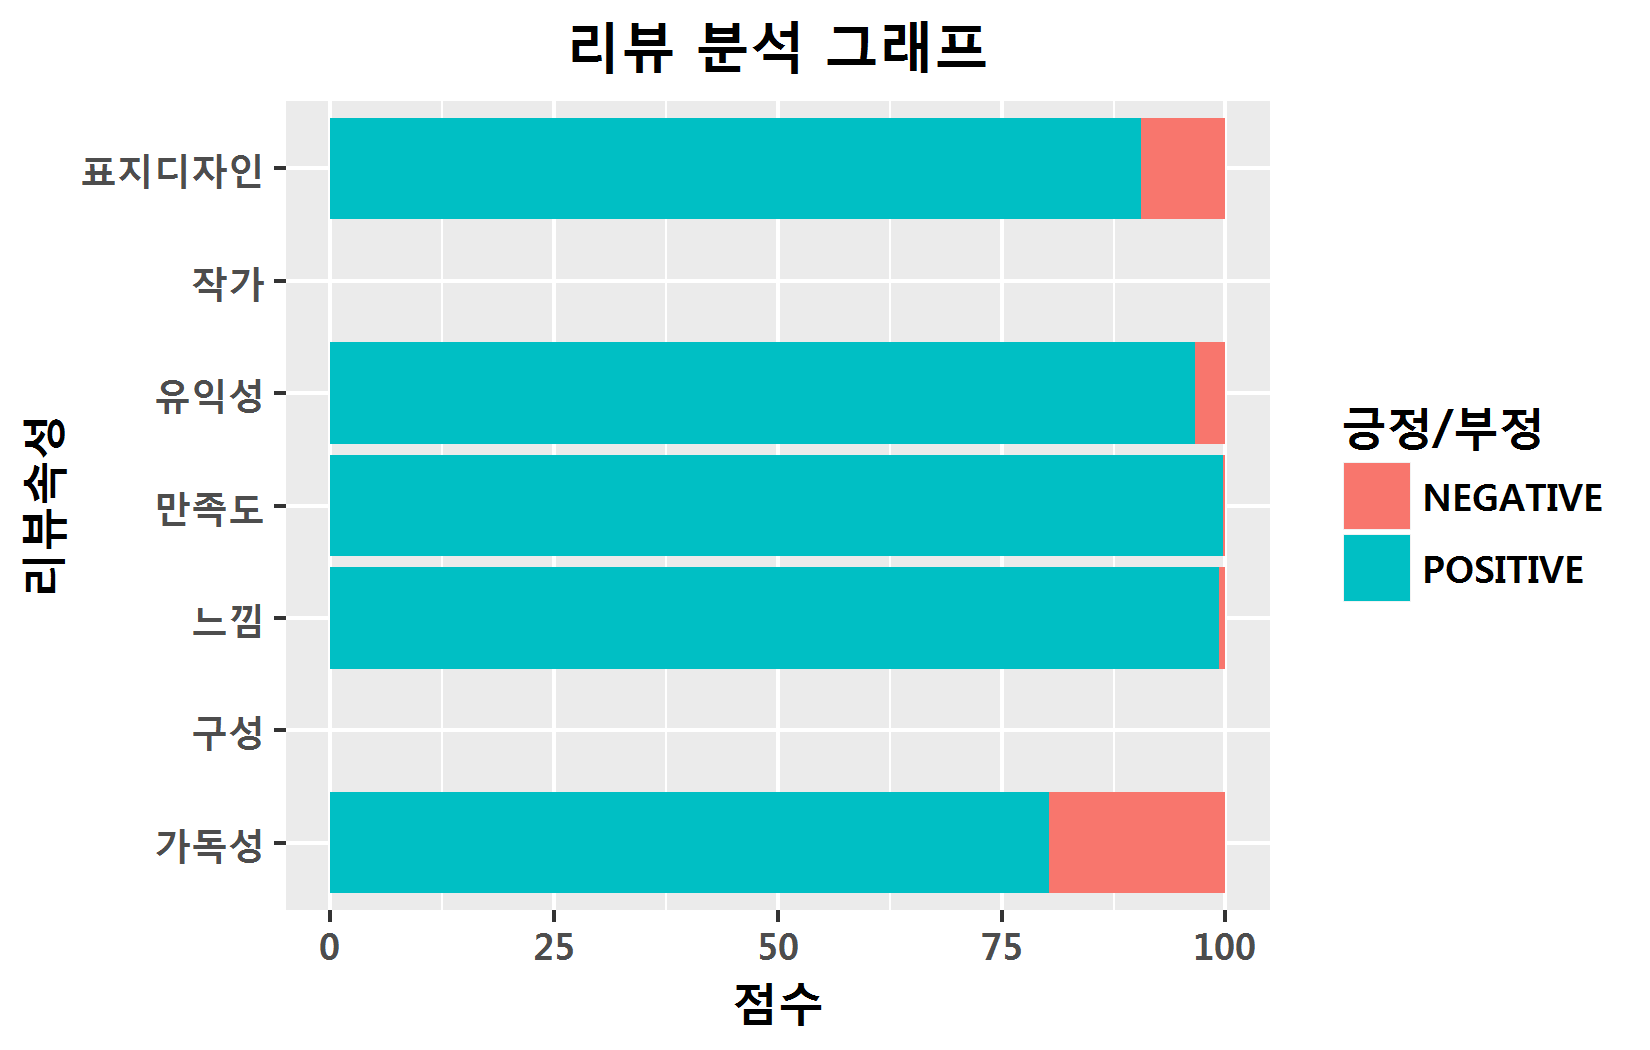 리뷰 분석 그래프
표지디자인
작가
유익성
만족도
느낌
구성
가독성
리뷰속성
0 25 50 75 100
점수
긍정/부정
NEGATIVE
POSITIVE